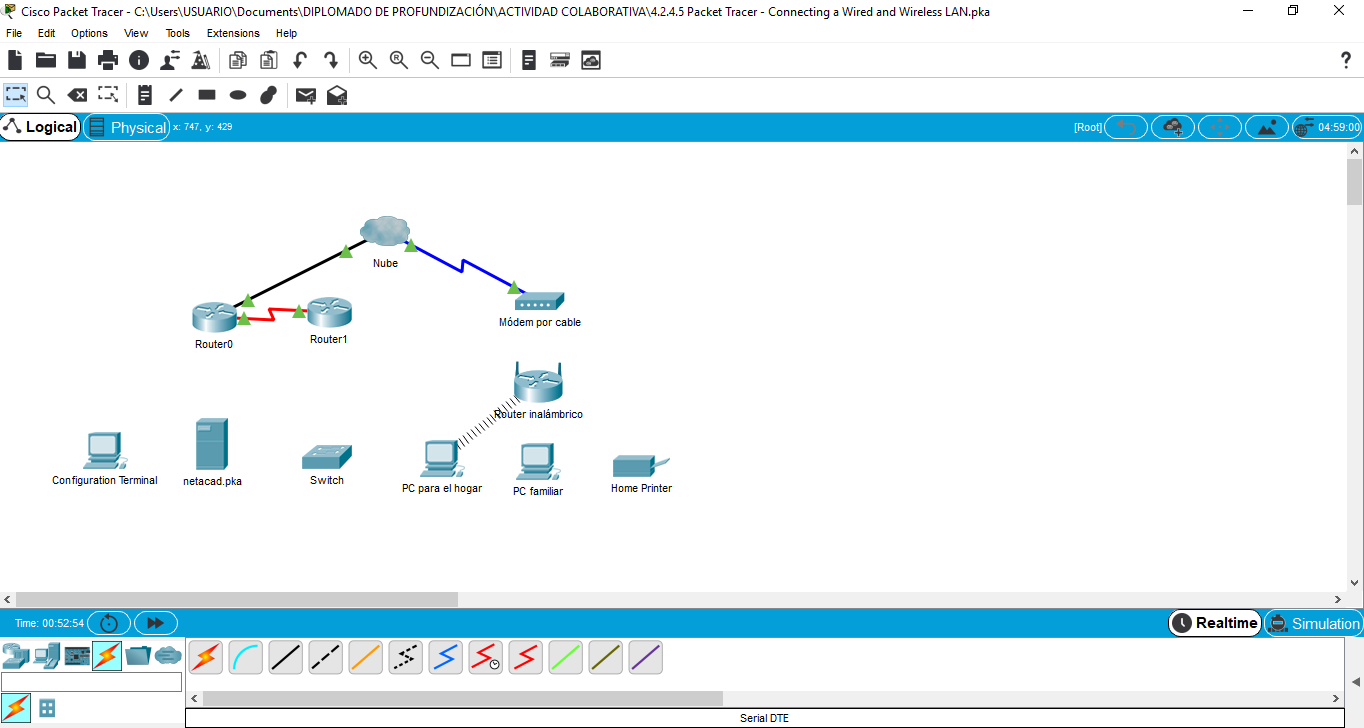 Cisco Packet Tracer - C:\Users\USUARIO\Documents\DIPLOMADO DE PROFUNDIZACIÓN\ACTIVIDAD COLABORATIVA\4.2.4.5 Packet Tracer - Connecting a Wired and Wireless LAN.pka
File Edit Options View Tools Extensions Help
Logical Physical x: 747, y: 429 [Root] 04:59:00
Nube
Módem por cable
Router0
Router1
Router inalámbrico
Configuration Terminal
netacad.pka
Switch
PC para el hogar
PC familiar
Home Printer
Time: 00:52:54 Realtime Simulation
Serial DTE